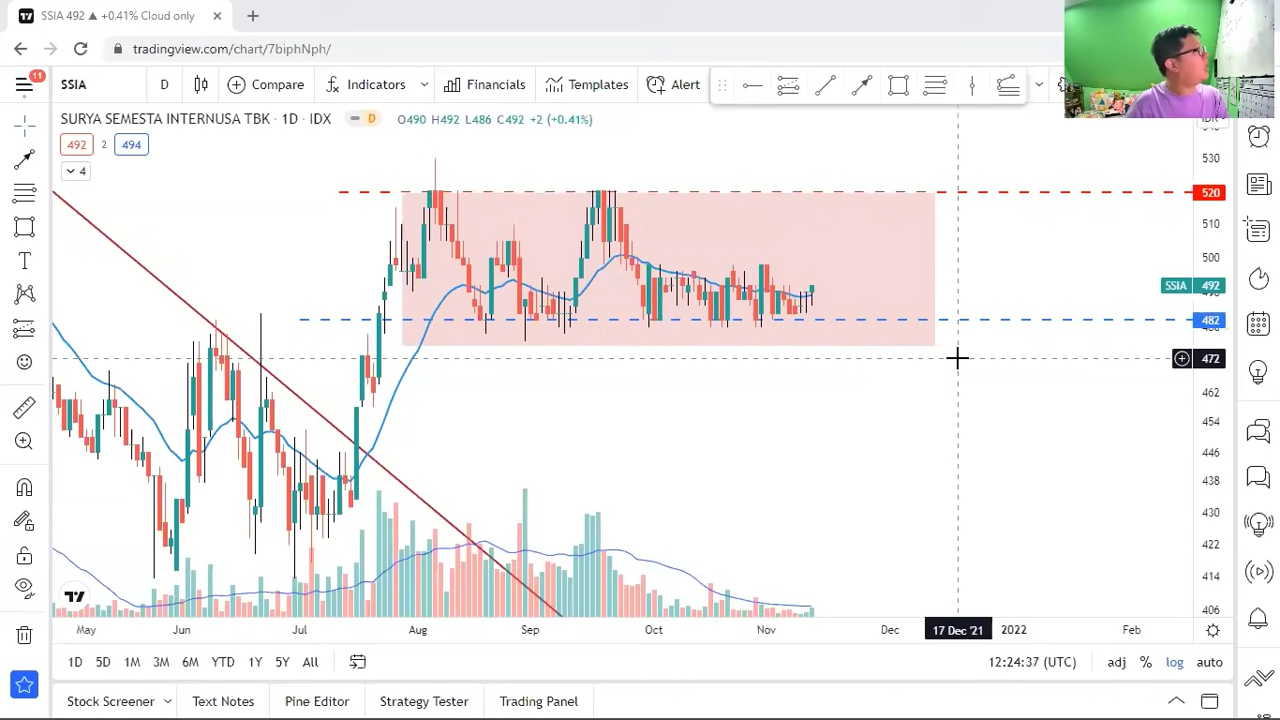 SSIA 492 ▲ +0.41% Cloud only
tradingview.com/chart/7biphNph/
11
SSIA D Compare Indicators Financials Templates Alert
SURYA SEMESTA INTERNUSA TBK · 1D · IDX D O490 H492 L486 C492 +2 (+0.41%)
492 2 494
4
530
520
510
500
SSIA 492
482
472
462
454
446
438
430
422
414
406
May Jun Jul Aug Sep Oct Nov Dec 17 Dec '21 2022 Feb
1D 5D 1M 3M 6M YTD 1Y 5Y All 12:24:37 (UTC) adj % log auto
Stock Screener Text Notes Pine Editor Strategy Tester Trading Panel